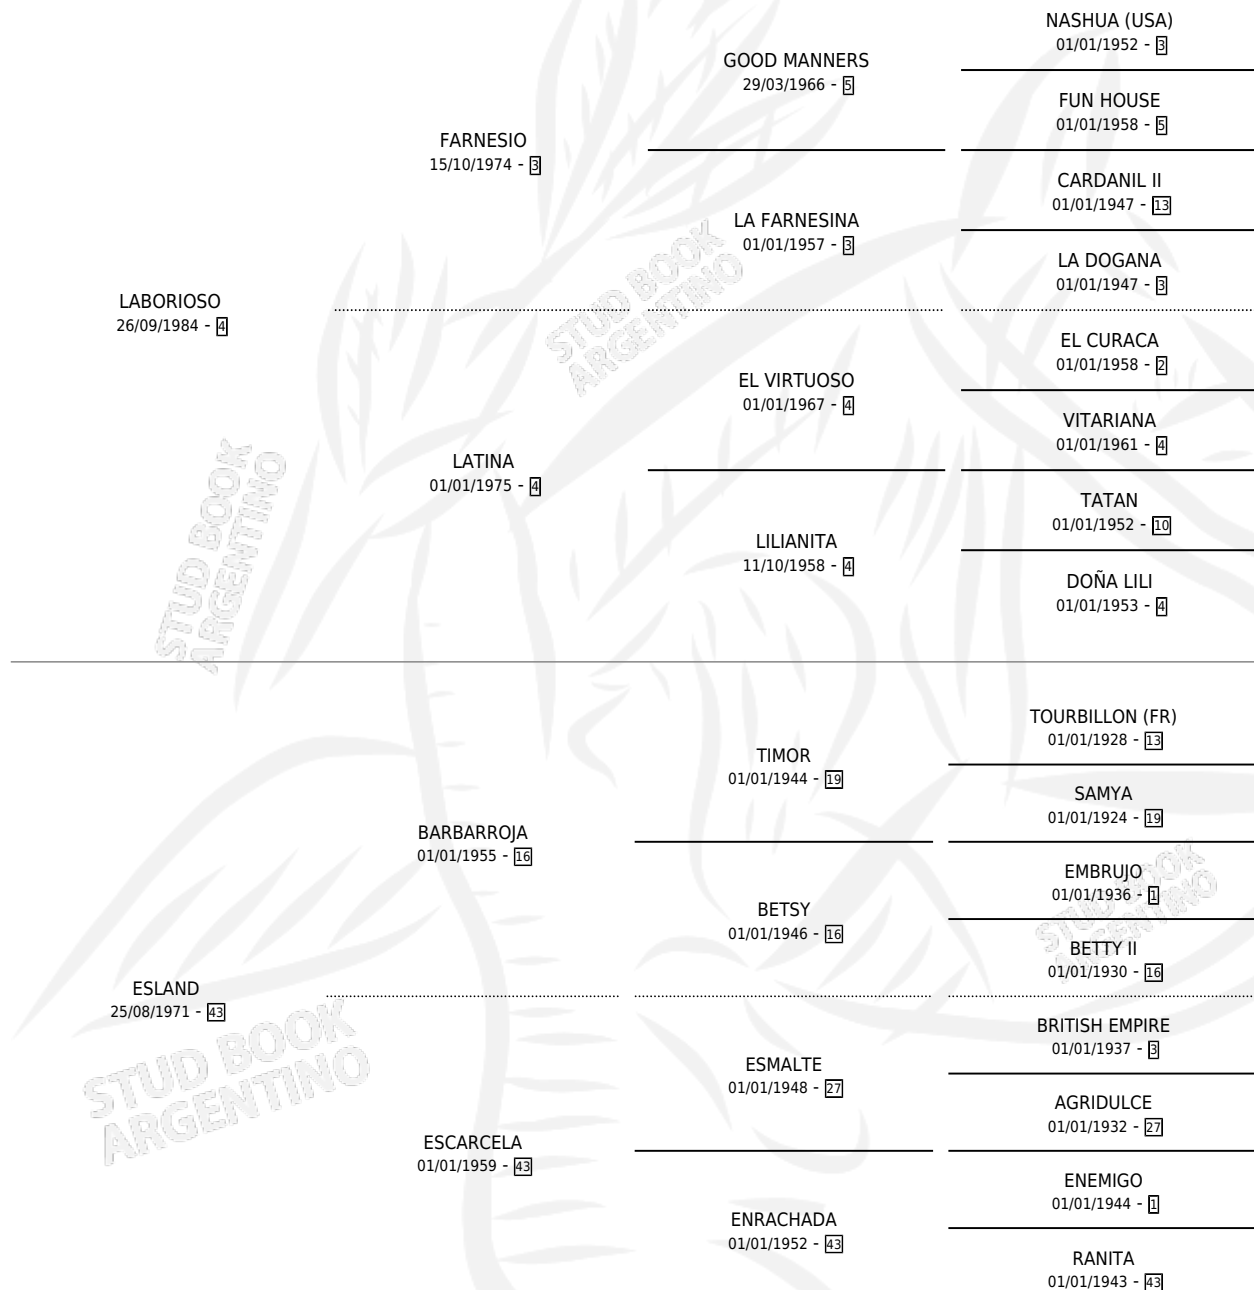 NASHUA (USA)
01/01/1952 - 3
GOOD MANNERS
29/03/1966 - 5
FUN HOUSE
01/01/1958 - 5
FARNESIO
15/10/1974 - 3
CARDANIL II
01/01/1947 - 13
LA FARNESINA
01/01/1957 - 3
LA DOGANA
01/01/1947 - 3
LABORIOSO
26/09/1984 - 4
STUD BOOK
ARGENTINO
EL CURACA
01/01/1958 - 2
EL VIRTUOSO
01/01/1967 - 4
VITARIANA
01/01/1961 - 4
LATINA
01/01/1975 - 4
TATAN
01/01/1952 - 10
LILIANITA
11/10/1958 - 4
DOÑA LILI
01/01/1953 - 4
STUD BOOK
ARGENTINO
TOURBILLON (FR)
01/01/1928 - 13
TIMOR
01/01/1944 - 19
SAMYA
01/01/1924 - 19
BARBARROJA
01/01/1955 - 16
EMBRUJO
01/01/1936 - 1
BETSY
01/01/1946 - 16
BETTY II
01/01/1930 - 16
STUD BOOK
ARGENTINO
ESLAND
25/08/1971 - 43
STUD BOOK
ARGENTINO
BRITISH EMPIRE
01/01/1937 - 3
ESMALTE
01/01/1948 - 27
AGRIDULCE
01/01/1932 - 27
ESCARCELA
01/01/1959 - 43
ENEMIGO
01/01/1944 - 1
ENRACHADA
01/01/1952 - 43
RANITA
01/01/1943 - 43